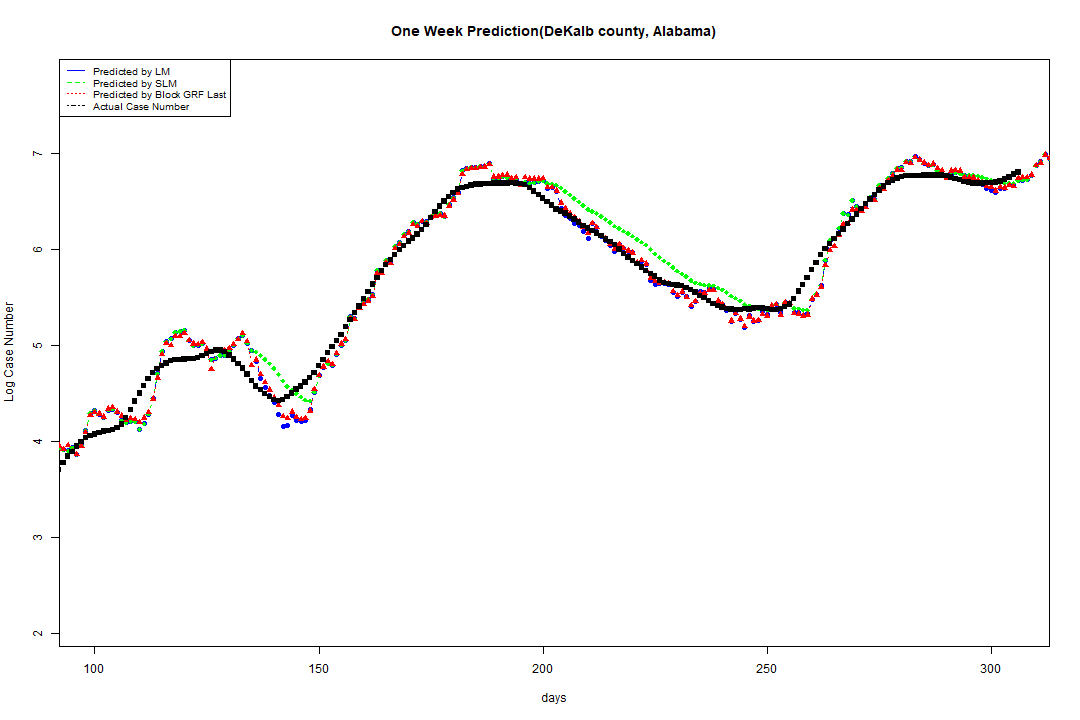 One Week Prediction(DeKalb county, Alabama)
Predicted by LM
Predicted by SLM
Predicted by Block GRF Last
Actual Case Number
7
6
5
4
3
2
Log Case Number
100 150 200 250 300
days